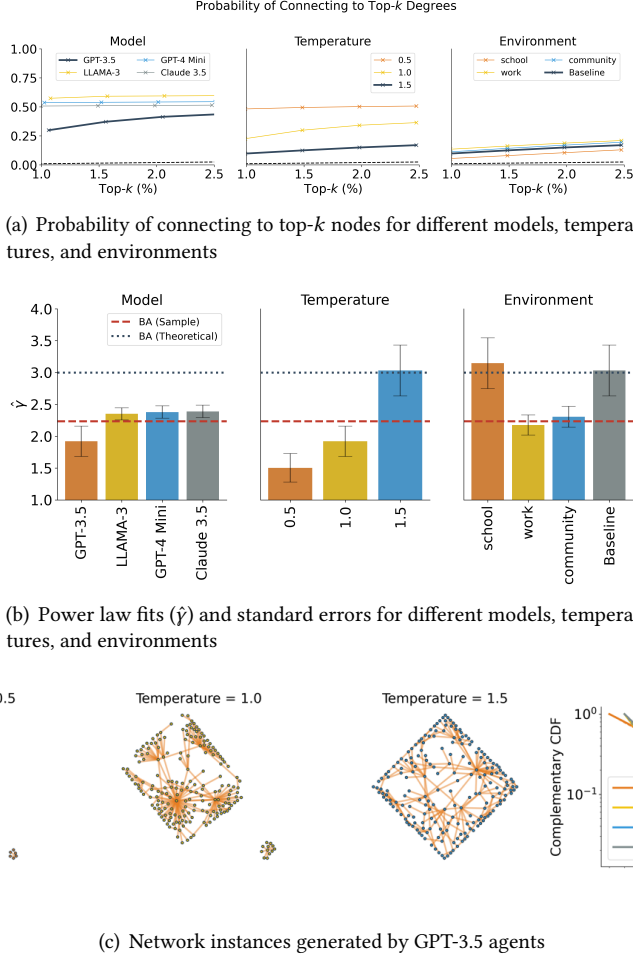 Probability of Connecting to Top-k Degrees
Model
Temperature
Environment
1.00
0.75
0.50
0.25
0.00
GPT-3.5
GPT-4 Mini
LLAMA-3
Claude 3.5
0.5
1.0
1.5
school
community
work
Baseline
1.0 1.5 2.0 2.5
1.0 1.5 2.0 2.5
1.0 1.5 2.0 2.5
Top-k (%)
Top-k (%)
Top-k (%)
(a) Probability of connecting to top-k nodes for different models, tempera
tures, and environments
Model
Temperature
Environment
4.0
3.5
3.0
2.5
2.0
1.5
1.0
γ̂
BA (Sample)
BA (Theoretical)
GPT-3.5
LLAMA-3
GPT-4 Mini
Claude 3.5
0.5
1.0
1.5
school
work
community
Baseline
(b) Power law fits (γ̂) and standard errors for different models, tempera
tures, and environments
0.5
Temperature = 1.0
Temperature = 1.5
Complementary CDF
10⁰
10⁻¹
(c) Network instances generated by GPT-3.5 agents